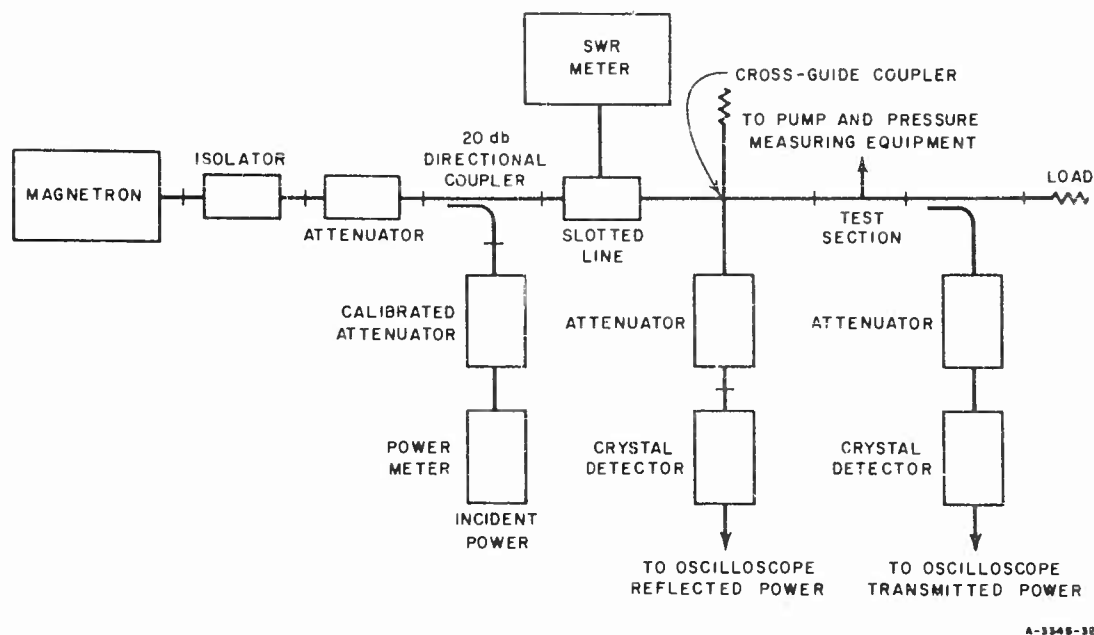 SWR
METER
CROSS-GUIDE COUPLER
TO PUMP AND PRESSURE
MEASURING EQUIPMENT
20 db
DIRECTIONAL
COUPLER
ISOLATOR
LOAD
MAGNETRON
ATTENUATOR
SLOTTED
LINE
TEST
SECTION
CALIBRATED
ATTENUATOR
ATTENUATOR
ATTENUATOR
POWER
METER
CRYSTAL
DETECTOR
CRYSTAL
DETECTOR
INCIDENT
POWER
TO OSCILLOSCOPE
REFLECTED POWER
TO OSCILLOSCOPE
TRANSMITTED POWER